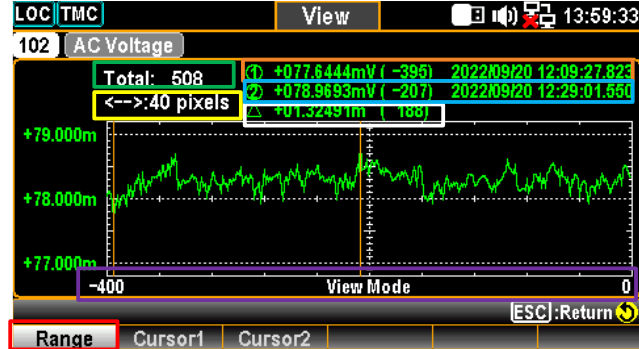 LOC TMC View 13:59:33
102 AC Voltage
Total: 508
<-->:40 pixels
① +077.6444mV ( -395) 2022/09/20 12:09:27.823
② +078.9693mV ( -207) 2022/09/20 12:29:01.550
△ +01.32491m ( 188)
+79.000m
+78.000m
+77.000m
-400 View Mode 0
ESC :Return
Range Cursor1 Cursor2